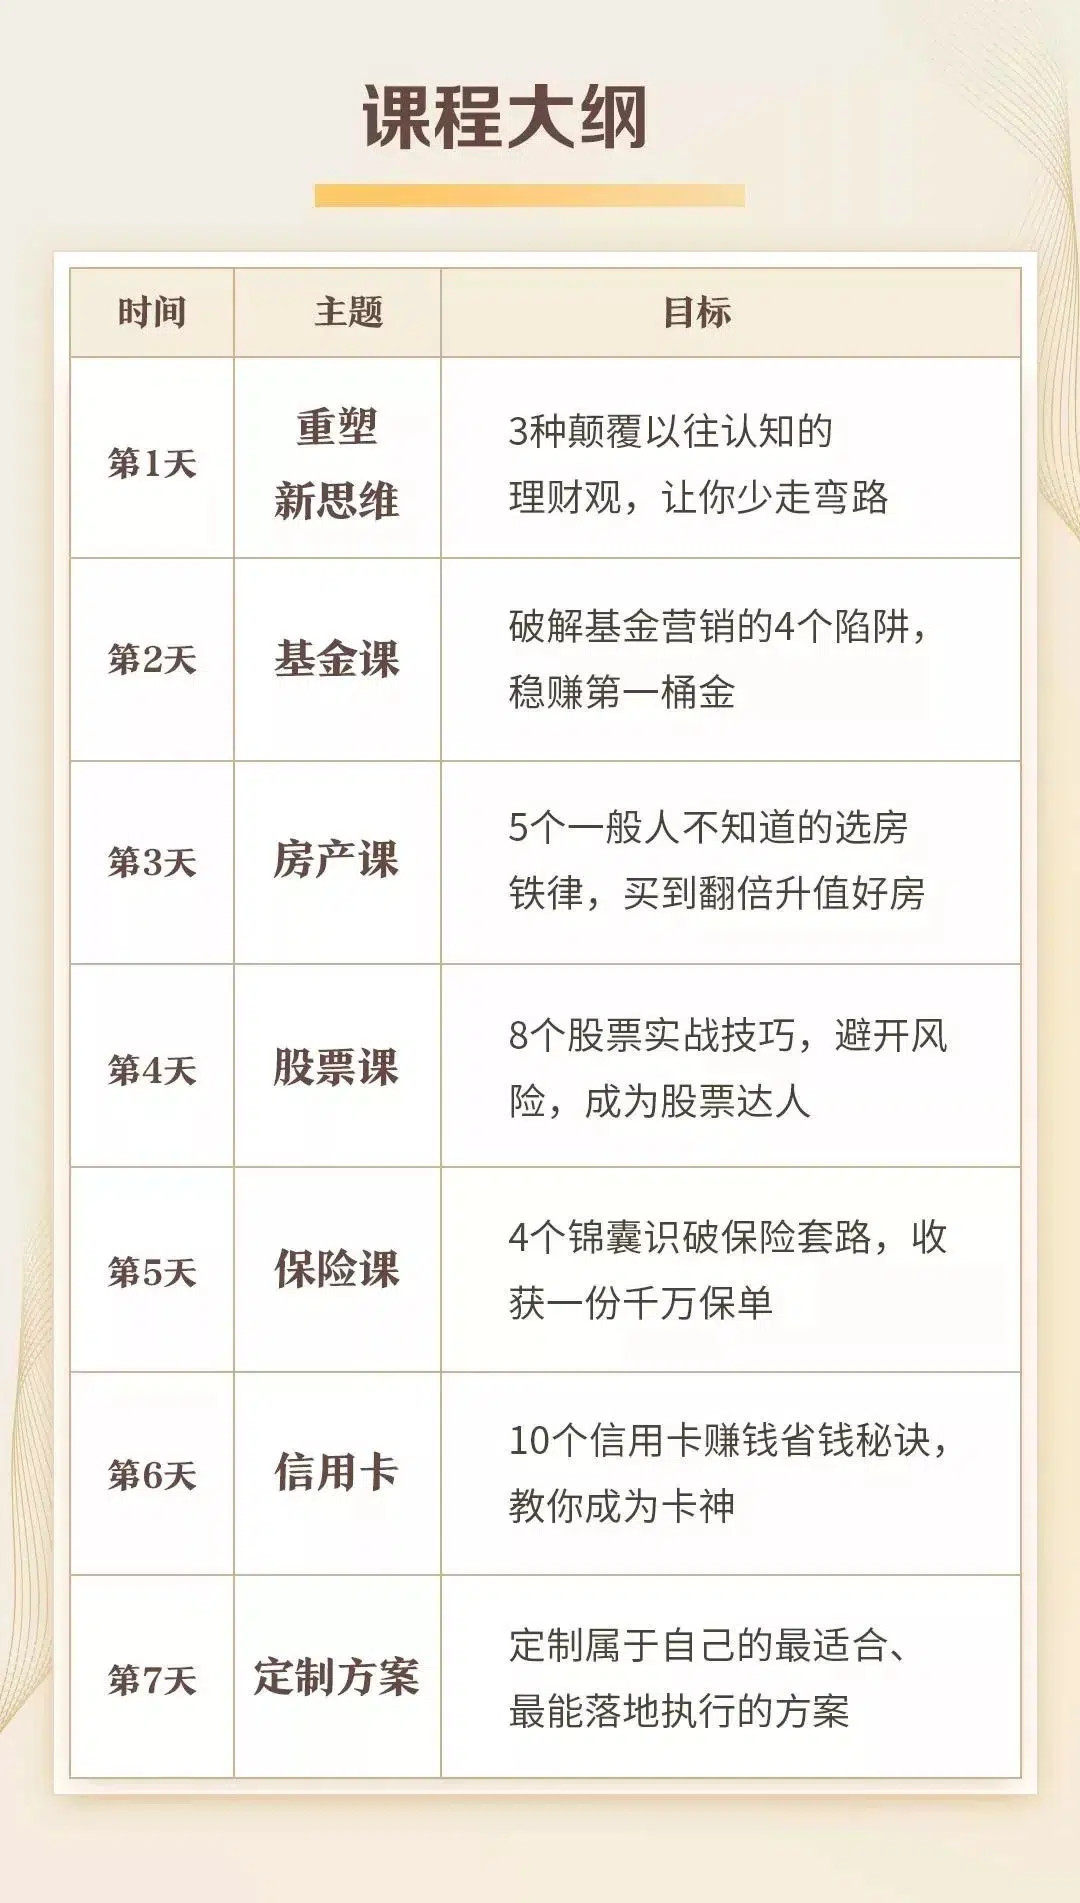 课程大纲
时间 主题 目标
第1天
重塑
新思维
3种颠覆以往认知的
理财观，让你少走弯路
第2天
基金课
破解基金营销的4个陷阱，
稳赚第一桶金
第3天
房产课
5个一般人不知道的选房
铁律，买到翻倍升值好房
第4天
股票课
8个股票实战技巧，避开风
险，成为股票达人
第5天
保险课
4个锦囊识破保险套路，收
获一份千万保单
第6天
信用卡
10个信用卡赚钱省钱秘诀，
教你成为卡神
第7天
定制方案
定制属于自己的最适合、
最能落地执行的方案